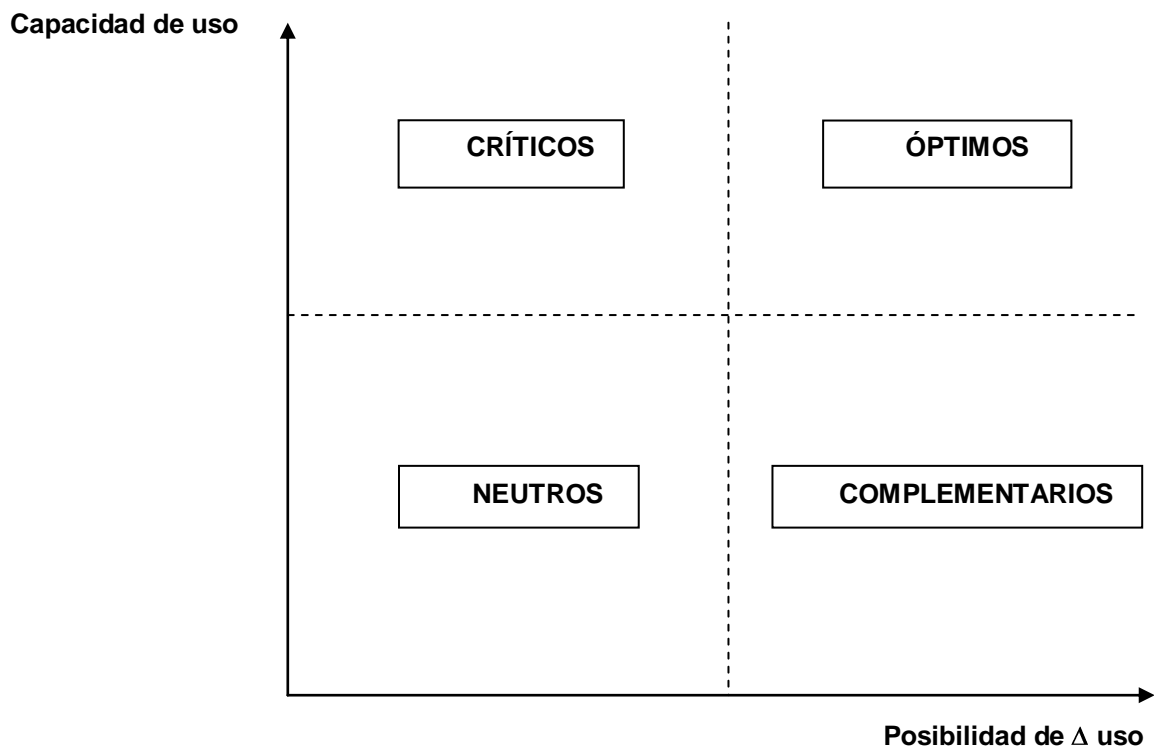 Capacidad de uso
CRÍTICOS
ÓPTIMOS
NEUTROS
COMPLEMENTARIOS
Posibilidad de Δ uso